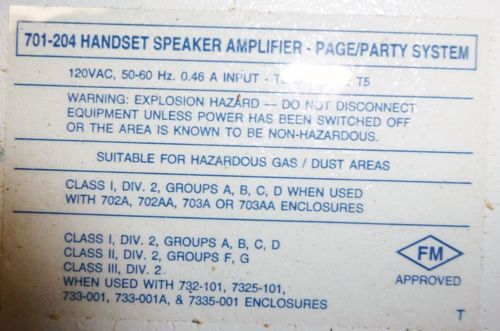 701-204 HANDSET SPEAKER AMPLIFIER - PAGE/PARTY SYSTEM
120VAC, 50-60 Hz. 0.46 A INPUT - T5
WARNING: EXPLOSION HAZARD — DO NOT DISCONNECT
EQUIPMENT UNLESS POWER HAS BEEN SWITCHED OFF
OR THE AREA IS KNOWN TO BE NON-HAZARDOUS.
SUITABLE FOR HAZARDOUS GAS / DUST AREAS
CLASS I, DIV. 2, GROUPS A, B, C, D WHEN USED
WITH 702A, 702AA, 703A OR 703AA ENCLOSURES
CLASS I, DIV. 2, GROUPS A, B, C, D
CLASS II, DIV. 2, GROUPS F, G
CLASS III, DIV. 2
WHEN USED WITH 732-101, 7325-101,
733-001, 733-001A, & 7335-001 ENCLOSURES
FM
APPROVED
T